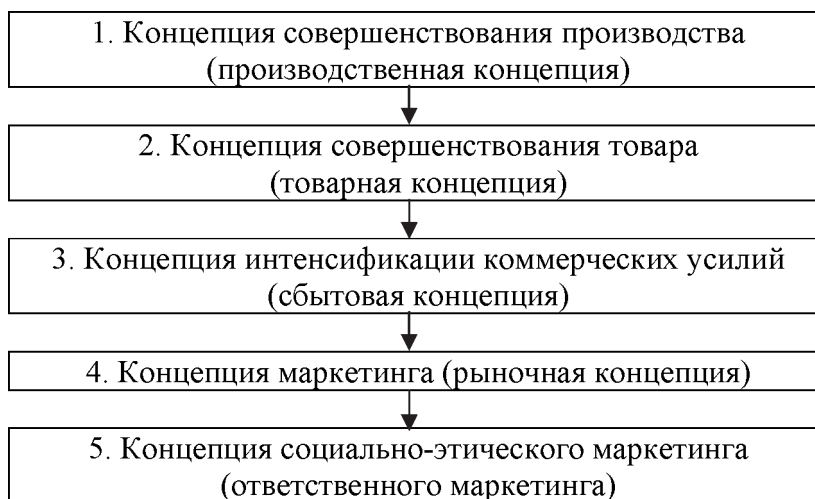 1. Концепция совершенствования производства
(производственная концепция)
2. Концепция совершенствования товара
(товарная концепция)
3. Концепция интенсификации коммерческих усилий
(сбытовая концепция)
4. Концепция маркетинга (рыночная концепция)
5. Концепция социально-этического маркетинга
(ответственного маркетинга)